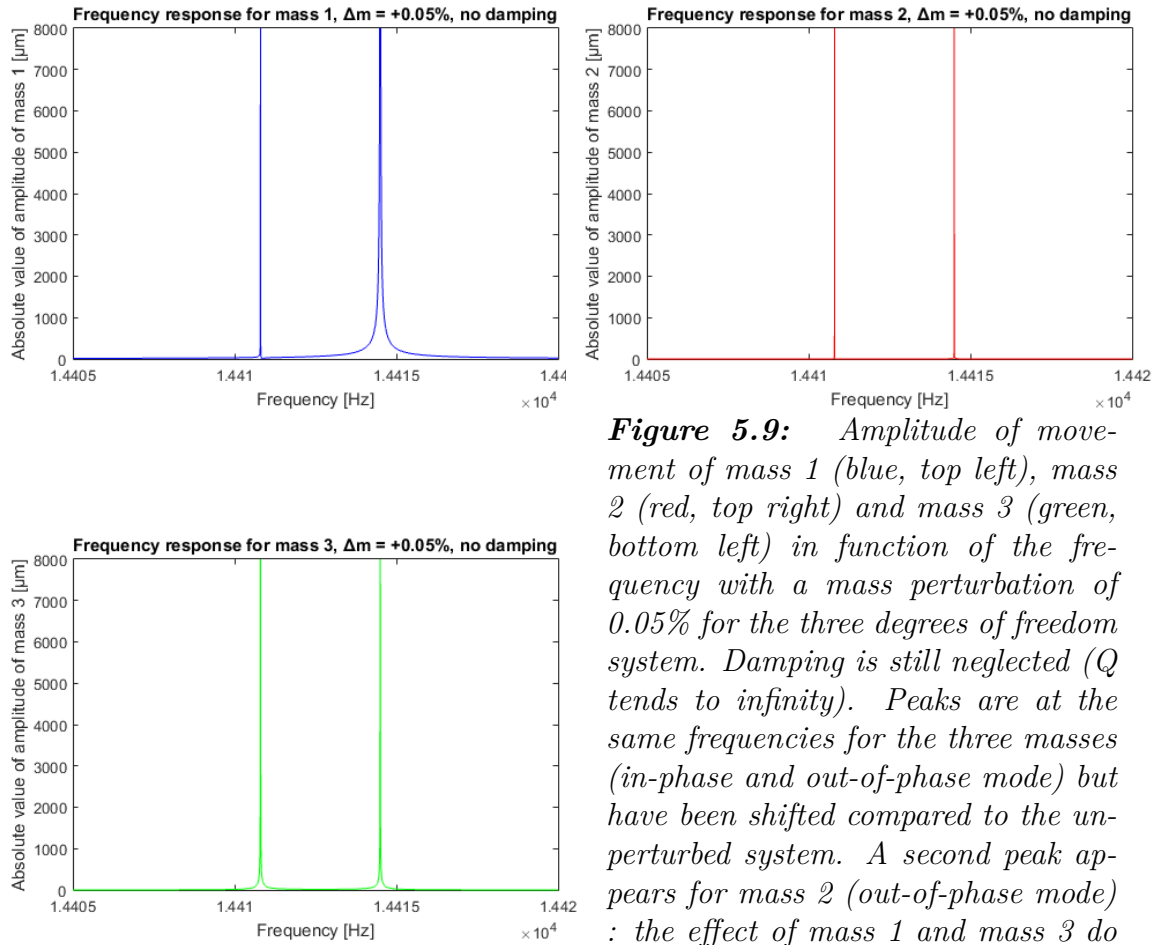 Frequency response for mass 1, Δm = +0.05%, no damping
Absolute value of amplitude of mass 1 [μm]
8000
7000
6000
5000
4000
3000
2000
1000
0
1.4405
1.441
1.4415
1.44
Frequency [Hz]
×10⁴
Frequency response for mass 2, Δm = +0.05%, no damping
Absolute value of amplitude of mass 2 [μm]
8000
7000
6000
5000
4000
3000
2000
1000
0
1.4405
1.441
1.4415
1.442
Frequency [Hz]
×10⁴
Frequency response for mass 3, Δm = +0.05%, no damping
Absolute value of amplitude of mass 3 [μm]
8000
7000
6000
5000
4000
3000
2000
1000
0
1.4405
1.441
1.4415
1.442
Frequency [Hz]
×10⁴
Figure 5.9: Amplitude of move-
ment of mass 1 (blue, top left), mass
2 (red, top right) and mass 3 (green,
bottom left) in function of the fre-
quency with a mass perturbation of
0.05% for the three degrees of freedom
system. Damping is still neglected (Q
tends to infinity). Peaks are at the
same frequencies for the three masses
(in-phase and out-of-phase mode) but
have been shifted compared to the un-
perturbed system. A second peak ap-
pears for mass 2 (out-of-phase mode)
: the effect of mass 1 and mass 3 do